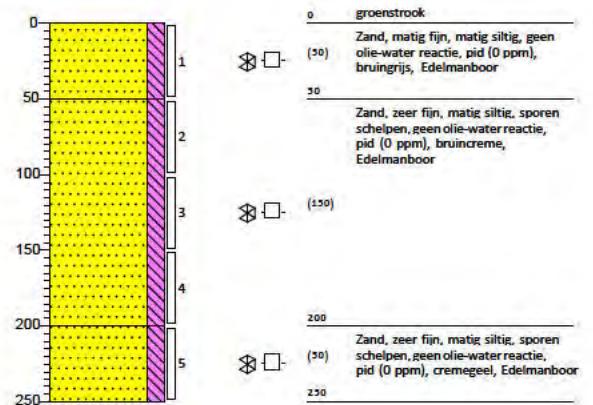 0
groenstrook
0
Zand, matig fijn, matig siltig, geen
olie-water reactie, pid (0 ppm),
bruingrijs, Edelmanboor
(50)
1
50
50
Zand, zeer fijn, matig siltig, sporen
schelpen, geen olie-water reactie,
pid (0 ppm), bruincreme,
Edelmanboor
2
100
3
(150)
150
4
200
200
Zand, zeer fijn, matig siltig, sporen
schelpen, geen olie-water reactie,
pid (0 ppm), cremegeel, Edelmanboor
(50)
5
250
250